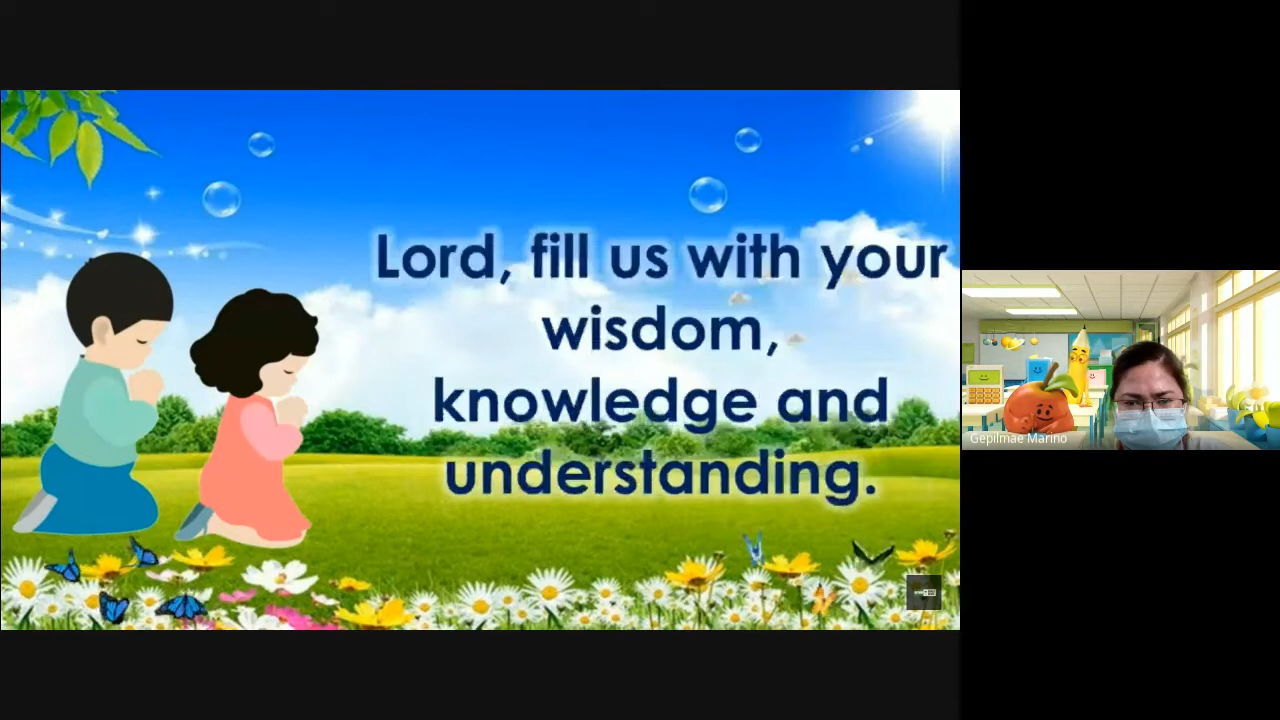 Lord, fill us with your
wisdom,
knowledge and
understanding.
Gepilmae Marino